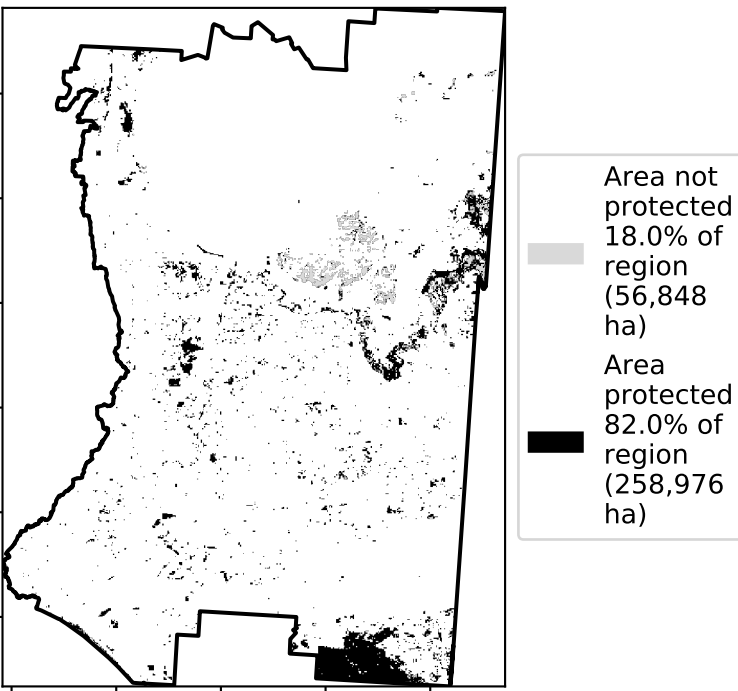 Area not
protected
18.0% of
region
(56,848
ha)
Area
protected
82.0% of
region
(258,976
ha)